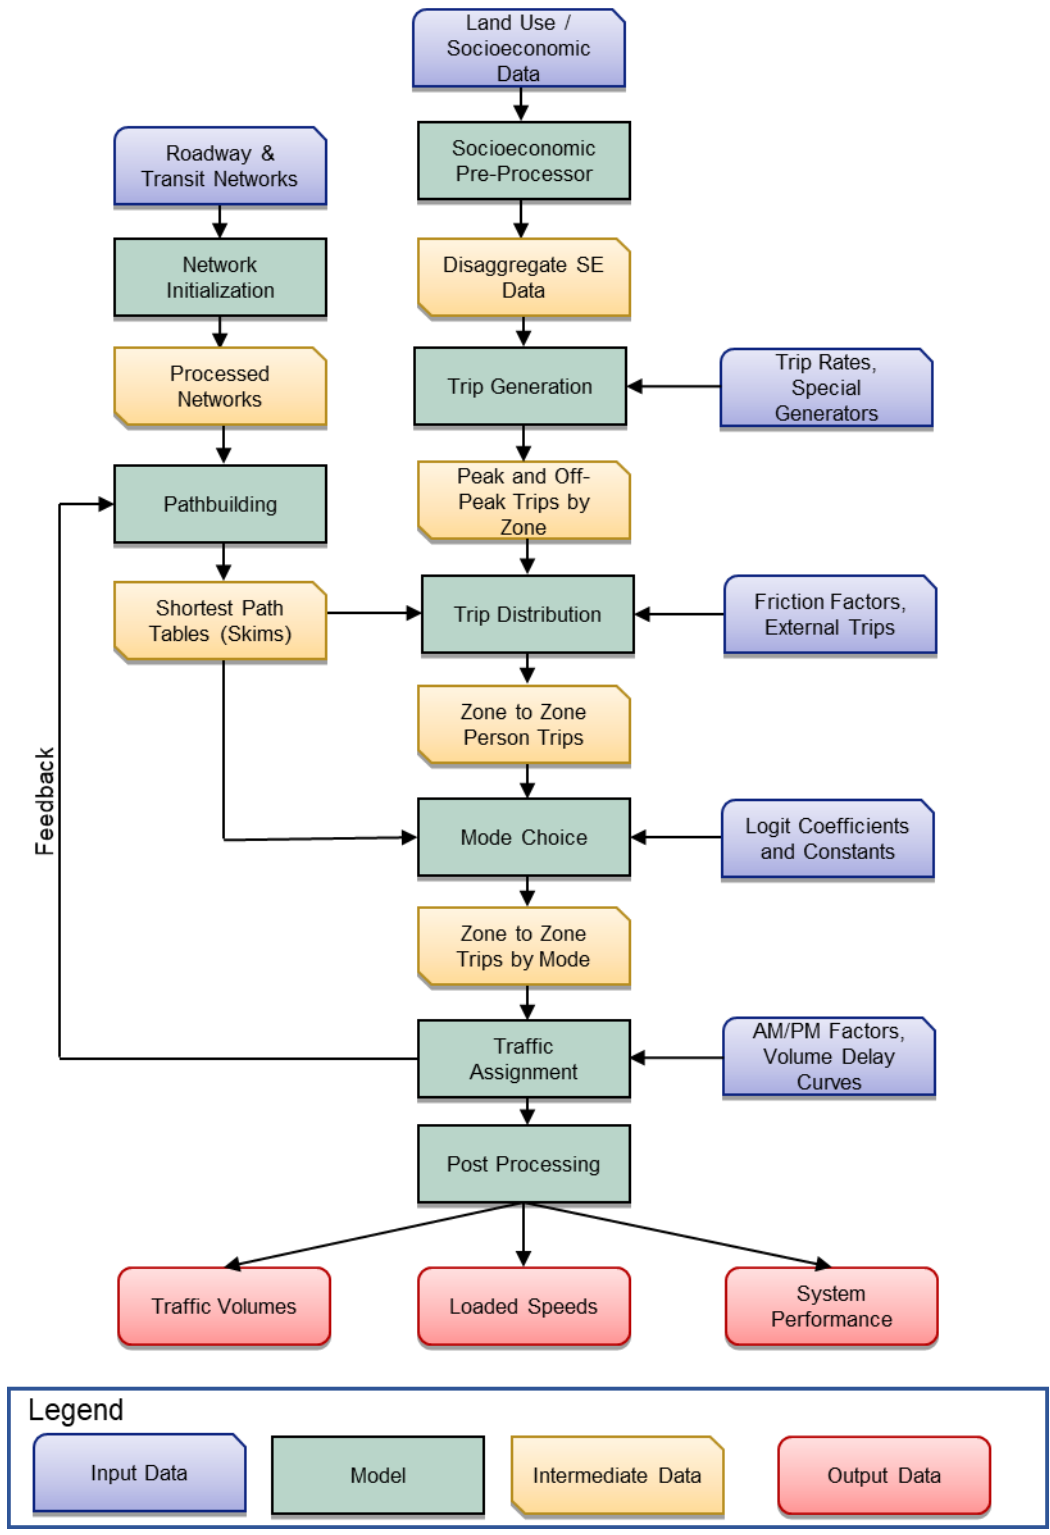 Land Use /
Socioeconomic
Data
Roadway &
Transit Networks
Socioeconomic
Pre-Processor
Network
Initialization
Disaggregate SE
Data
Processed
Networks
Trip Generation
Trip Rates,
Special
Generators
Pathbuilding
Peak and Off-
Peak Trips by
Zone
Shortest Path
Tables (Skims)
Trip Distribution
Friction Factors,
External Trips
Zone to Zone
Person Trips
Feedback
Mode Choice
Logit Coefficients
and Constants
Zone to Zone
Trips by Mode
Traffic
Assignment
AM/PM Factors,
Volume Delay
Curves
Post Processing
Traffic Volumes
Loaded Speeds
System
Performance
Legend
Input Data
Model
Intermediate Data
Output Data